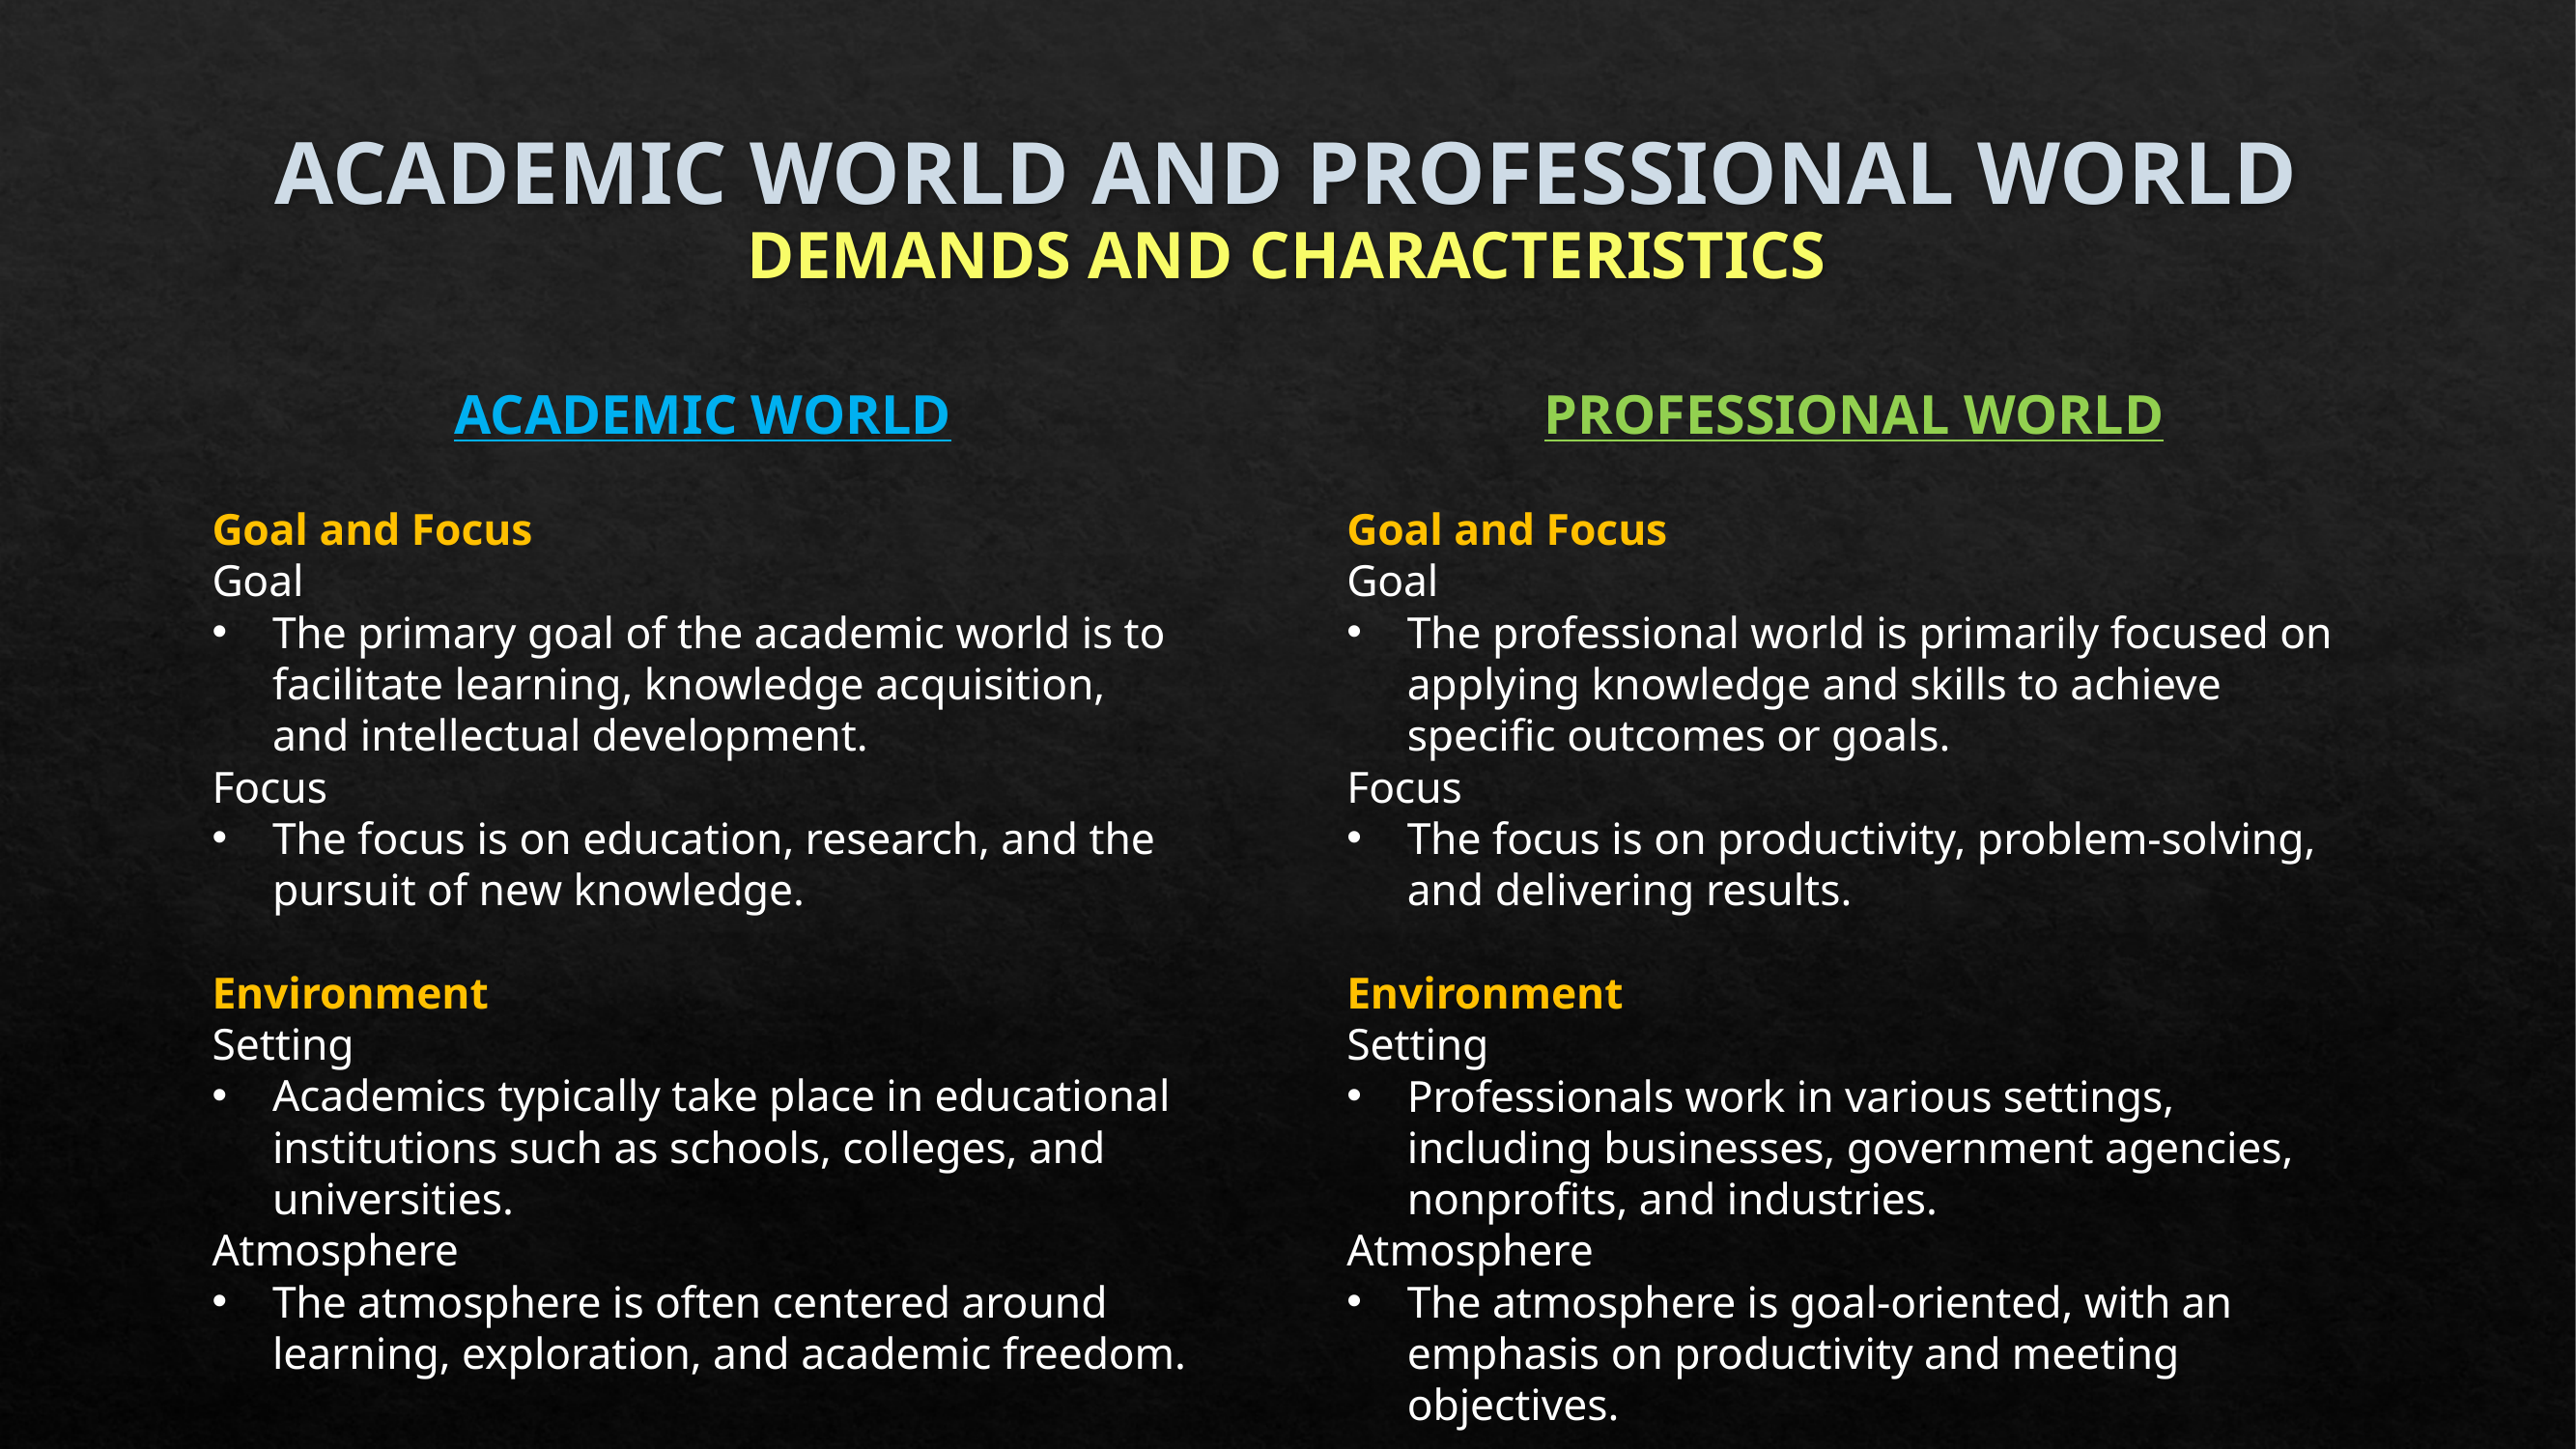 ACADEMIC WORLD AND PROFESSIONAL WORLD
DEMANDS AND CHARACTERISTICS
ACADEMIC WORLD
Goal and Focus
Goal
• The primary goal of the academic world is to
facilitate learning, knowledge acquisition,
and intellectual development.
Focus
• The focus is on education, research, and the
pursuit of new knowledge.
Environment
Setting
• Academics typically take place in educational
institutions such as schools, colleges, and
universities.
Atmosphere
• The atmosphere is often centered around
learning, exploration, and academic freedom.
PROFESSIONAL WORLD
Goal and Focus
Goal
• The professional world is primarily focused on
applying knowledge and skills to achieve
specific outcomes or goals.
Focus
• The focus is on productivity, problem-solving,
and delivering results.
Environment
Setting
• Professionals work in various settings,
including businesses, government agencies,
nonprofits, and industries.
Atmosphere
• The atmosphere is goal-oriented, with an
emphasis on productivity and meeting
objectives.